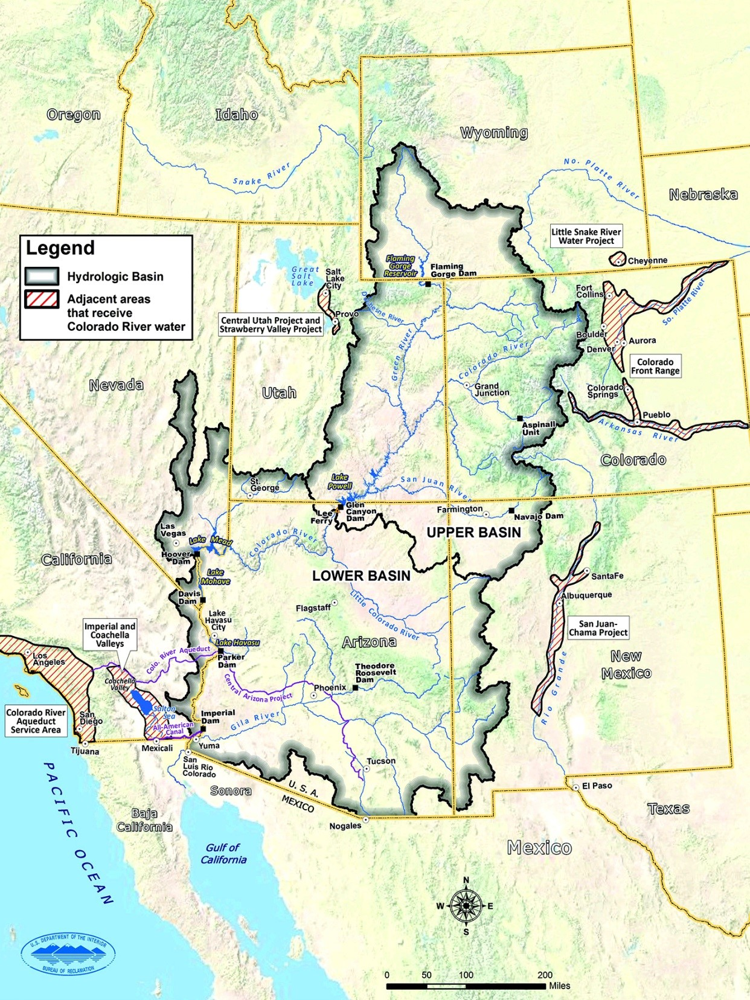 Oregon
Idaho
Wyoming
Snake River
No. Platte River
Nebraska
Legend
Hydrologic Basin
Adjacent areas
that receive
Colorado River water
Little Snake River
Water Project
Cheyenne
Flaming
Gorge
Reservoir
Flaming
Gorge Dam
Great
Salt
Lake
Salt
Lake
City
Provo
Central Utah Project and
Strawberry Valley Project
Duchesne River
Green River
Colorado River
Fort
Collins
So. Platte River
Boulder
Denver
Aurora
Colorado
Front Range
Colorado
Springs
Pueblo
Arkansas River
Nevada
Utah
Grand
Junction
Aspinall
Unit
Colorado
St.
George
Lake
Powell
San Juan River
Lee
Ferry
Glen
Canyon
Dam
Farmington
Navajo Dam
UPPER BASIN
Las
Vegas
Lake Mead
Colorado River
Hoover
Dam
California
LOWER BASIN
Lake
Mohave
Davis
Dam
Flagstaff
Little Colorado River
SantaFe
Albuquerque
San Juan-
Chama Project
New
Mexico
Rio Grande
Lake
Havasu
City
Lake Havasu
Arizona
Imperial and
Coachella
Valleys
Los
Angeles
Colo. River Aqueduct
Parker
Dam
Theodore
Roosevelt
Dam
Coachella
Valley
Central Arizona Project
Phoenix
Colorado River
Aqueduct
Service Area
San
Diego
Salton
Sea
Imperial
Dam
Gila River
All-American
Canal
Tijuana
Mexicali
Yuma
San
Luis Rio
Colorado
Tucson
Sonora
U. S. A.
MEXICO
Nogales
El Paso
Texas
Baja
California
PACIFIC OCEAN
Gulf of
California
Mexico
N
W
E
S
U.S. DEPARTMENT OF THE INTERIOR
BUREAU OF RECLAMATION
0 50 100 200
Miles